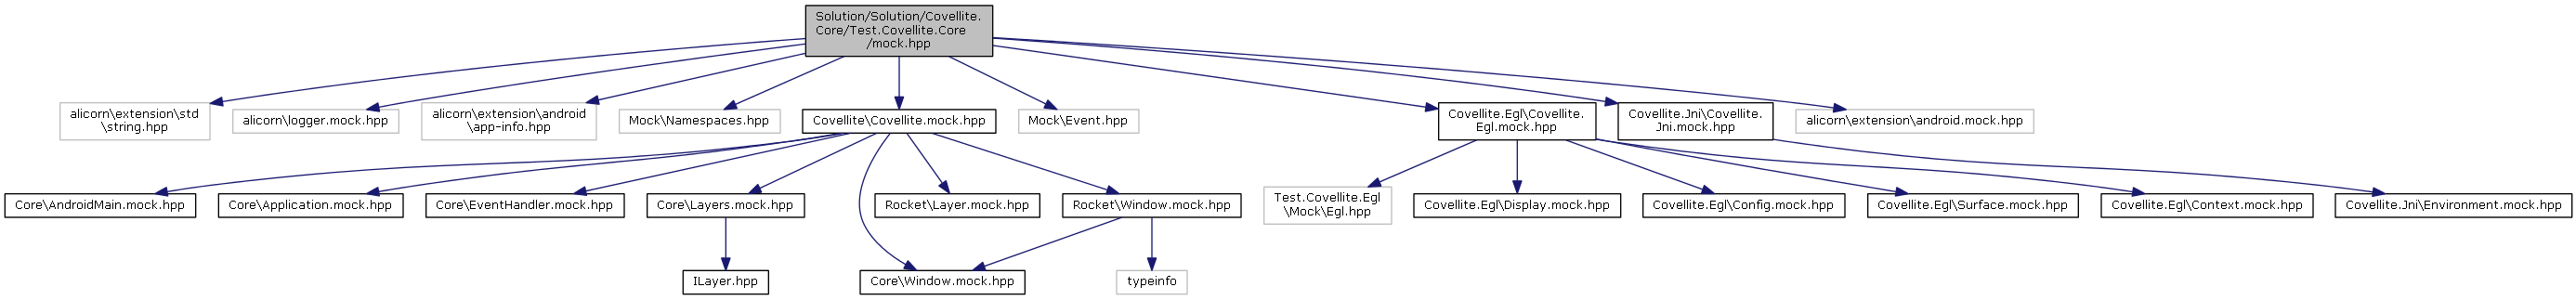 Solution/Solution/Covellite.
Core/Test.Covellite.Core
/mock.hpp
alicorn\extension\std
\string.hpp
alicorn\logger.mock.hpp
alicorn\extension\android
\app-info.hpp
Mock\Namespaces.hpp
Covellite\Covellite.mock.hpp
Mock\Event.hpp
Covellite.Egl\Covellite.
Egl.mock.hpp
Covellite.Jni\Covellite.
Jni.mock.hpp
alicorn\extension\android.mock.hpp
Core\AndroidMain.mock.hpp
Core\Application.mock.hpp
Core\EventHandler.mock.hpp
Core\Layers.mock.hpp
Rocket\Layer.mock.hpp
Rocket\Window.mock.hpp
Test.Covellite.Egl
\Mock\Egl.hpp
Covellite.Egl\Display.mock.hpp
Covellite.Egl\Config.mock.hpp
Covellite.Egl\Surface.mock.hpp
Covellite.Egl\Context.mock.hpp
Covellite.Jni\Environment.mock.hpp
ILayer.hpp
Core\Window.mock.hpp
typeinfo